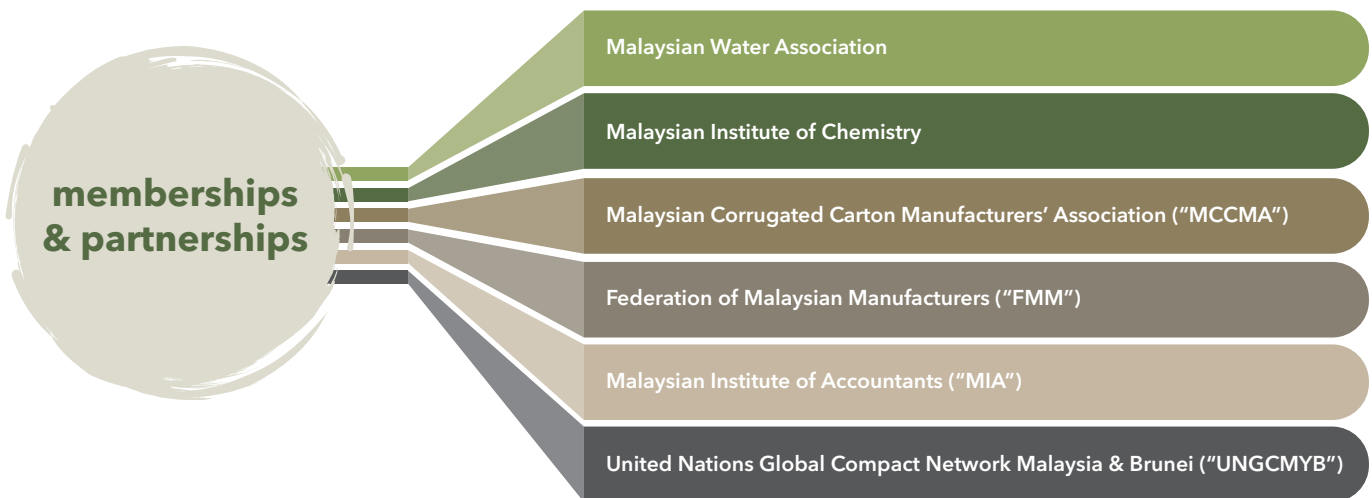 memberships
& partnerships
Malaysian Water Association
Malaysian Institute of Chemistry
Malaysian Corrugated Carton Manufacturers’ Association (“MCCMA”)
Federation of Malaysian Manufacturers (“FMM”)
Malaysian Institute of Accountants (“MIA”)
United Nations Global Compact Network Malaysia & Brunei (“UNGCMYB”)